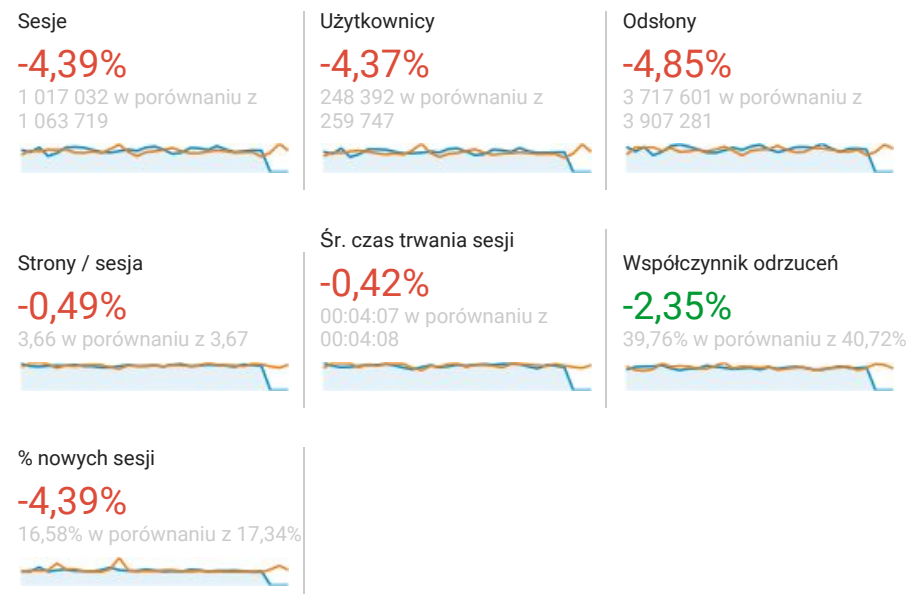 Sesje
-4,39%
1 017 032 w porównaniu z
1 063 719
Użytkownicy
-4,37%
248 392 w porównaniu z
259 747
Odsłony
-4,85%
3 717 601 w porównaniu z
3 907 281
Strony / sesja
-0,49%
3,66 w porównaniu z 3,67
Śr. czas trwania sesji
-0,42%
00:04:07 w porównaniu z
00:04:08
Współczynnik odrzuceń
-2,35%
39,76% w porównaniu z 40,72%
% nowych sesji
-4,39%
16,58% w porównaniu z 17,34%